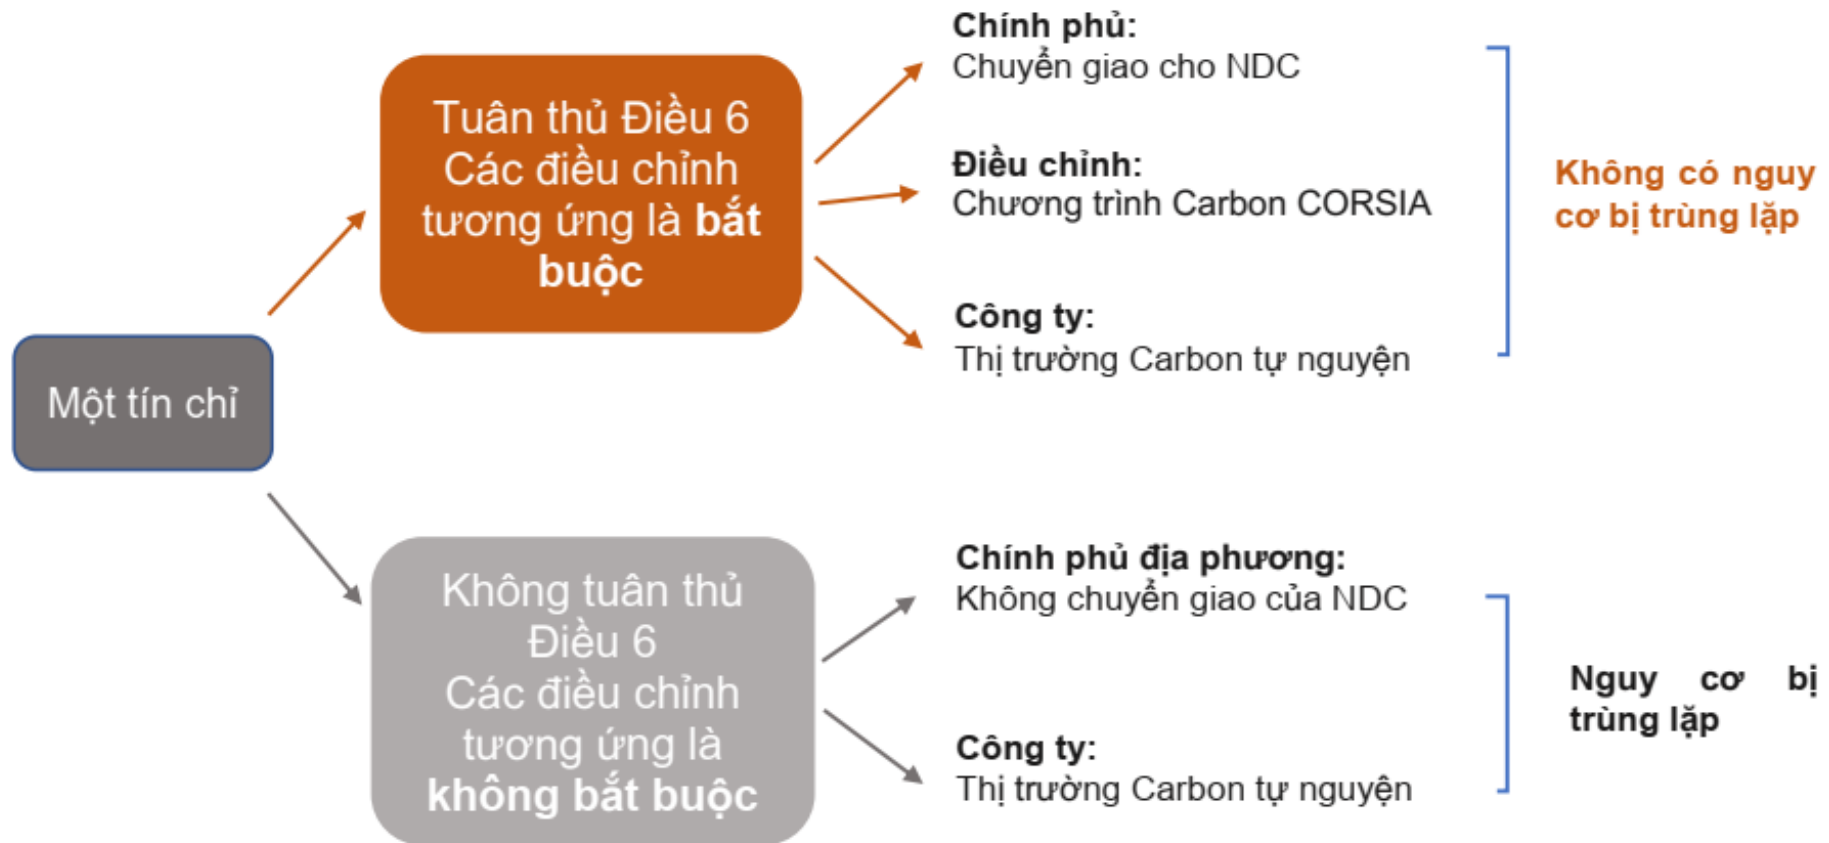 Một tín chỉ
Tuân thủ Điều 6
Các điều chỉnh
tương ứng là bắt
buộc
Chính phủ:
Chuyển giao cho NDC
Điều chỉnh:
Chương trình Carbon CORSIA
Công ty:
Thị trường Carbon tự nguyện
Không có nguy
cơ bị trùng lặp
Không tuân thủ
Điều 6
Các điều chỉnh
tương ứng là
không bắt buộc
Chính phủ địa phương:
Không chuyển giao của NDC
Công ty:
Thị trường Carbon tự nguyện
Nguy cơ bị
trùng lặp